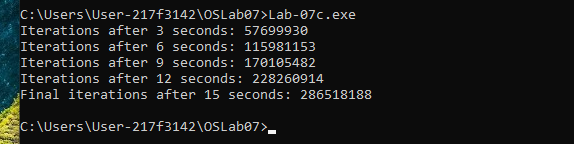 C:\Users\User-217f3142\OSLab07>Lab-07c.exe
Iterations after 3 seconds: 57699930
Iterations after 6 seconds: 115981153
Iterations after 9 seconds: 170105482
Iterations after 12 seconds: 228260914
Final iterations after 15 seconds: 286518188
C:\Users\User-217f3142\OSLab07>